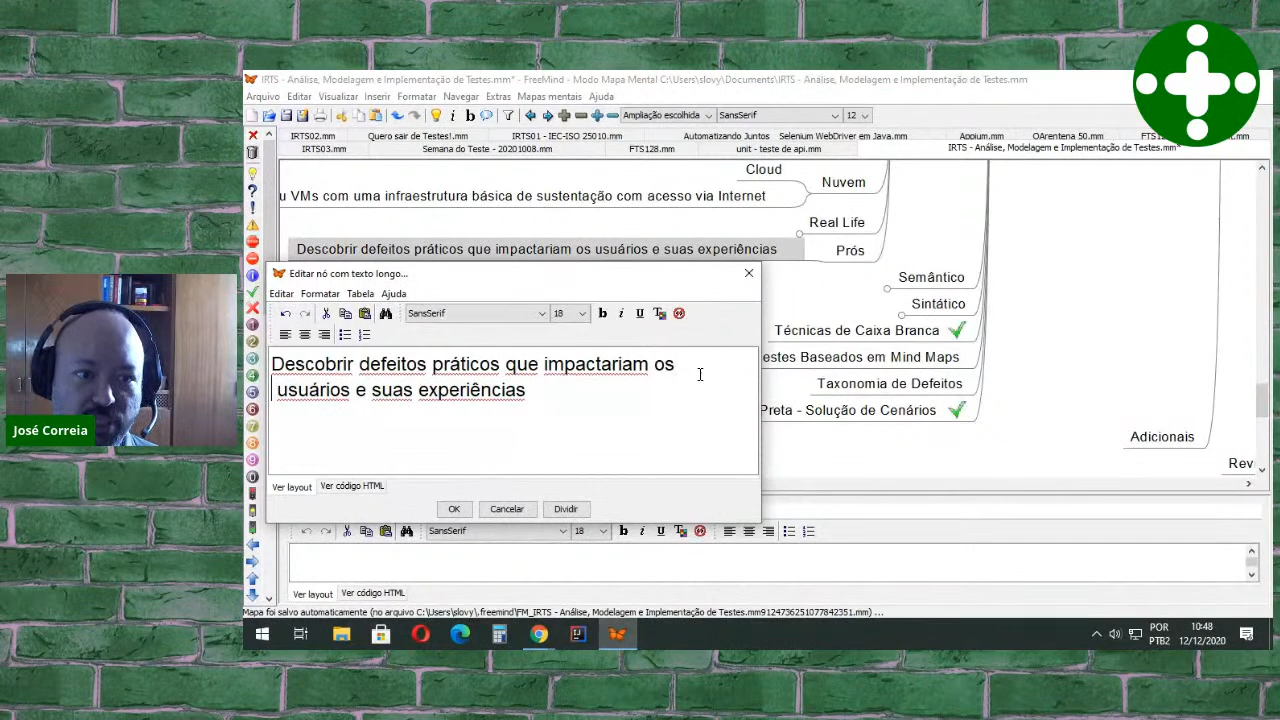 IRTS - Análise, Modelagem e Implementação de Testes.mm* - FreeMind - Modo Mapa Mental C:\Users\slovy\Documents\IRTS - Análise, Modelagem e Implementação de Testes.mm)
Arquivo Editar Visualizar Inserir Formatar Navegar Extras Mapas mentais Ajuda
Ampliação escolhida SansSerif 12
IRTS02.mm Quero sair de Testes!.mm IRTS01 - IEC-ISO 25010.mm Automatizando Juntos Selenium WebDriver em Java.mm Appium.mm OArentena 50.mm
IRTS03.mm Semana do Teste - 20201008.mm FTS128.mm unit - teste de api.mm IRTS - Análise, Modelagem e Implementação de Testes.mm*
Cloud
Nuvem
u VMs com uma infraestrutura básica de sustentação com acesso via Internet
Real Life
Descobrir defeitos práticos que impactariam os usuários e suas experiências
Prós
Semântico
Sintático
Técnicas de Caixa Branca
estes Baseados em Mind Maps
Taxonomia de Defeitos
Preta - Solução de Cenários
Adicionais
Rev
Editar nó com texto longo...
Editar Formatar Tabela Ajuda
SansSerif 18 b i u
Descobrir defeitos práticos que impactariam os
usuários e suas experiências
Ver layout Ver código HTML
OK Cancelar Dividir
SansSerif 18 b i u
Ver layout Ver código HTML
Mapa foi salvo automaticamente (no arquivo C:\Users\slovy\.freemind\FM_IRTS - Análise, Modelagem e Implementação de Testes.mm9124736251077842351.mm) ...
José Correia
POR 10:48
PTB2 12/12/2020